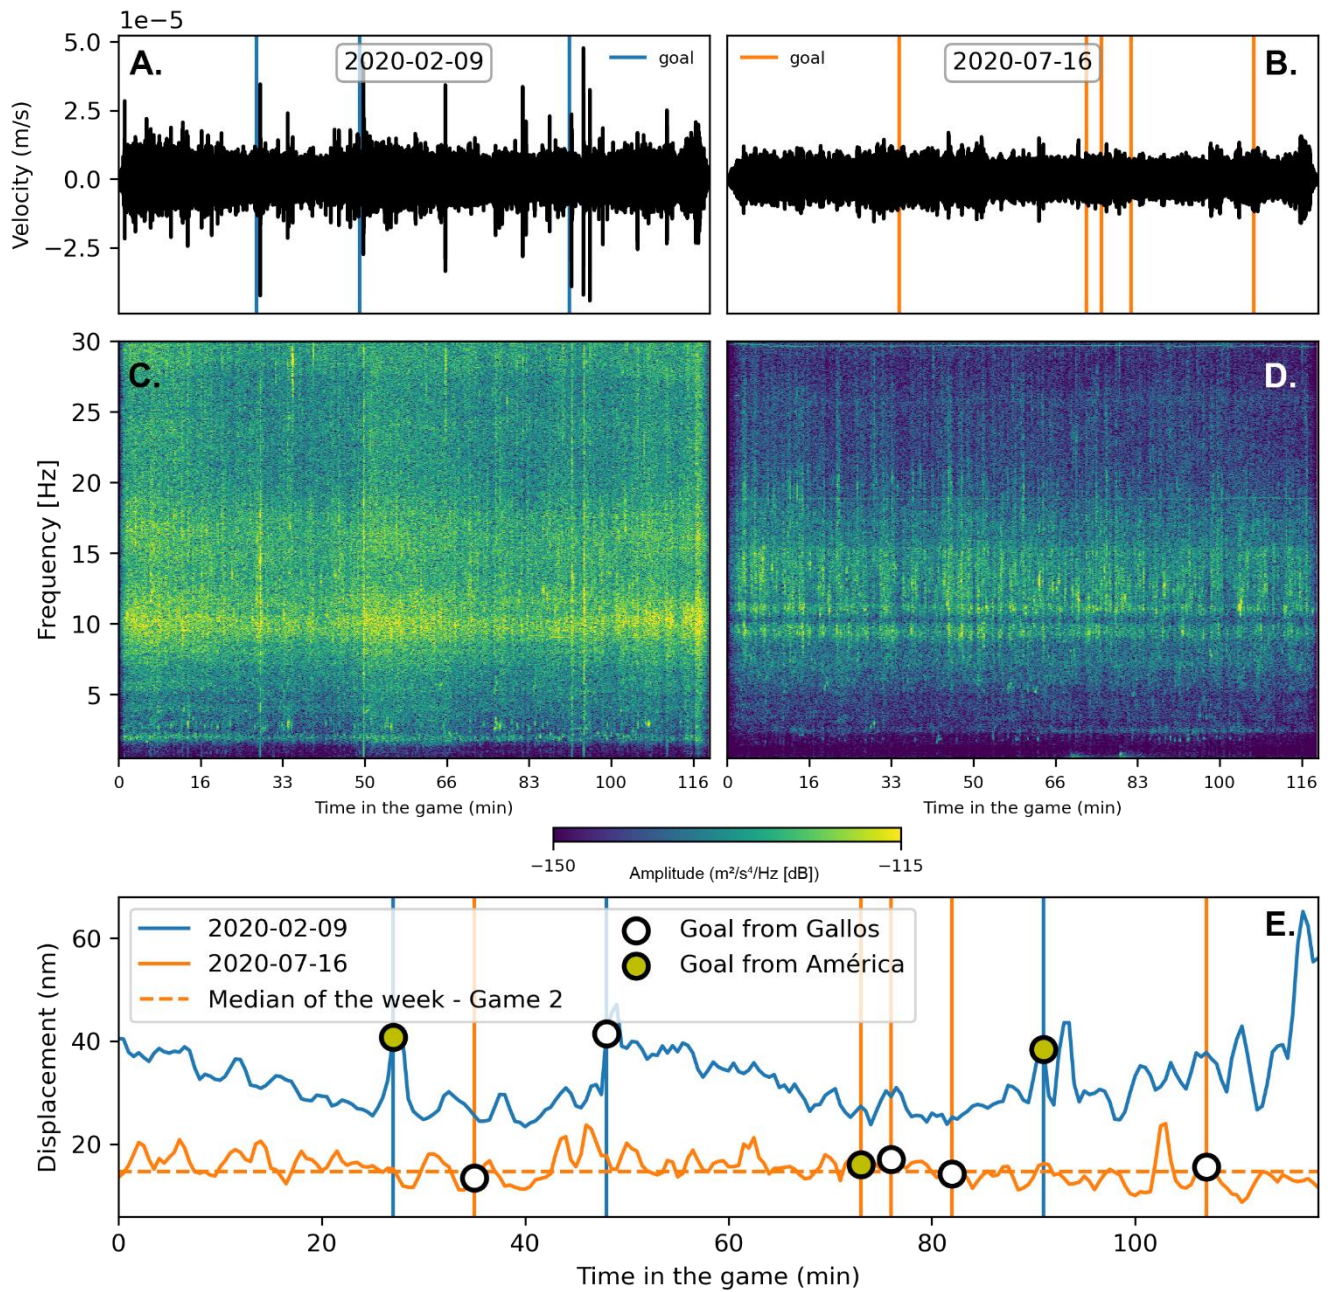 1e−5
A.
2020-02-09
goal
goal
2020-07-16
B.
5.0
2.5
0.0
−2.5
Velocity (m/s)
C.
D.
30
25
20
15
10
5
Frequency [Hz]
0 16 33 50 66 83 100 116
0 16 33 50 66 83 100 116
Time in the game (min)
Time in the game (min)
−150
−115
Amplitude (m²/s⁴/Hz [dB])
E.
2020-02-09
2020-07-16
Median of the week - Game 2
Goal from Gallos
Goal from América
60
40
20
Displacement (nm)
0 20 40 60 80 100
Time in the game (min)